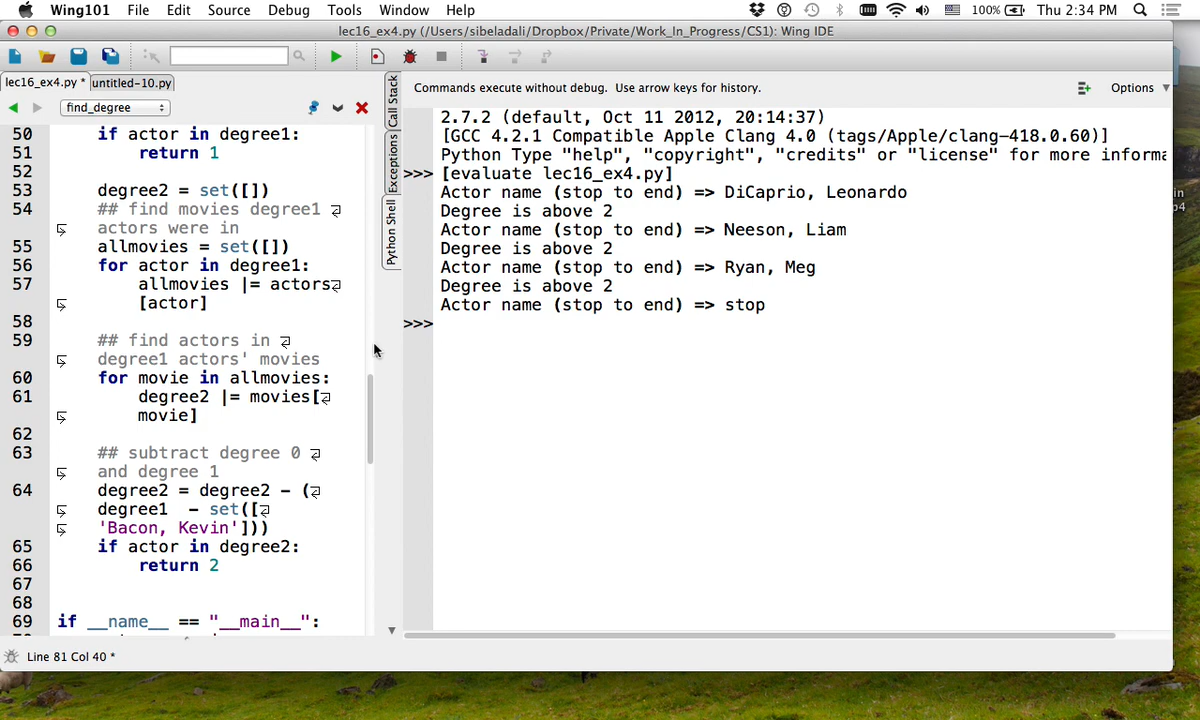 Wing101 File Edit Source Debug Tools Window Help 100% Thu 2:34 PM
lec16_ex4.py (/Users/sibeladali/Dropbox/Private/Work_In_Progress/CS1): Wing IDE
lec16_ex4.py * untitled-10.py
find_degree
50 if actor in degree1:
51 return 1
52
53 degree2 = set([])
54 ## find movies degree1
actors were in
55 allmovies = set([])
56 for actor in degree1:
57 allmovies |= actors
[actor]
58
59 ## find actors in
degree1 actors' movies
60 for movie in allmovies:
61 degree2 |= movies[
movie]
62
63 ## subtract degree 0
and degree 1
64 degree2 = degree2 - (
degree1 - set([
'Bacon, Kevin']))
65 if actor in degree2:
66 return 2
67
68
69 if __name__ == "__main__":
Call Stack
Exceptions
Python Shell
Commands execute without debug. Use arrow keys for history. Options
2.7.2 (default, Oct 11 2012, 20:14:37)
[GCC 4.2.1 Compatible Apple Clang 4.0 (tags/Apple/clang-418.0.60)]
Python Type "help", "copyright", "credits" or "license" for more informa
>>> [evaluate lec16_ex4.py]
Actor name (stop to end) => DiCaprio, Leonardo
Degree is above 2
Actor name (stop to end) => Neeson, Liam
Degree is above 2
Actor name (stop to end) => Ryan, Meg
Degree is above 2
Actor name (stop to end) => stop
>>>
Line 81 Col 40 *